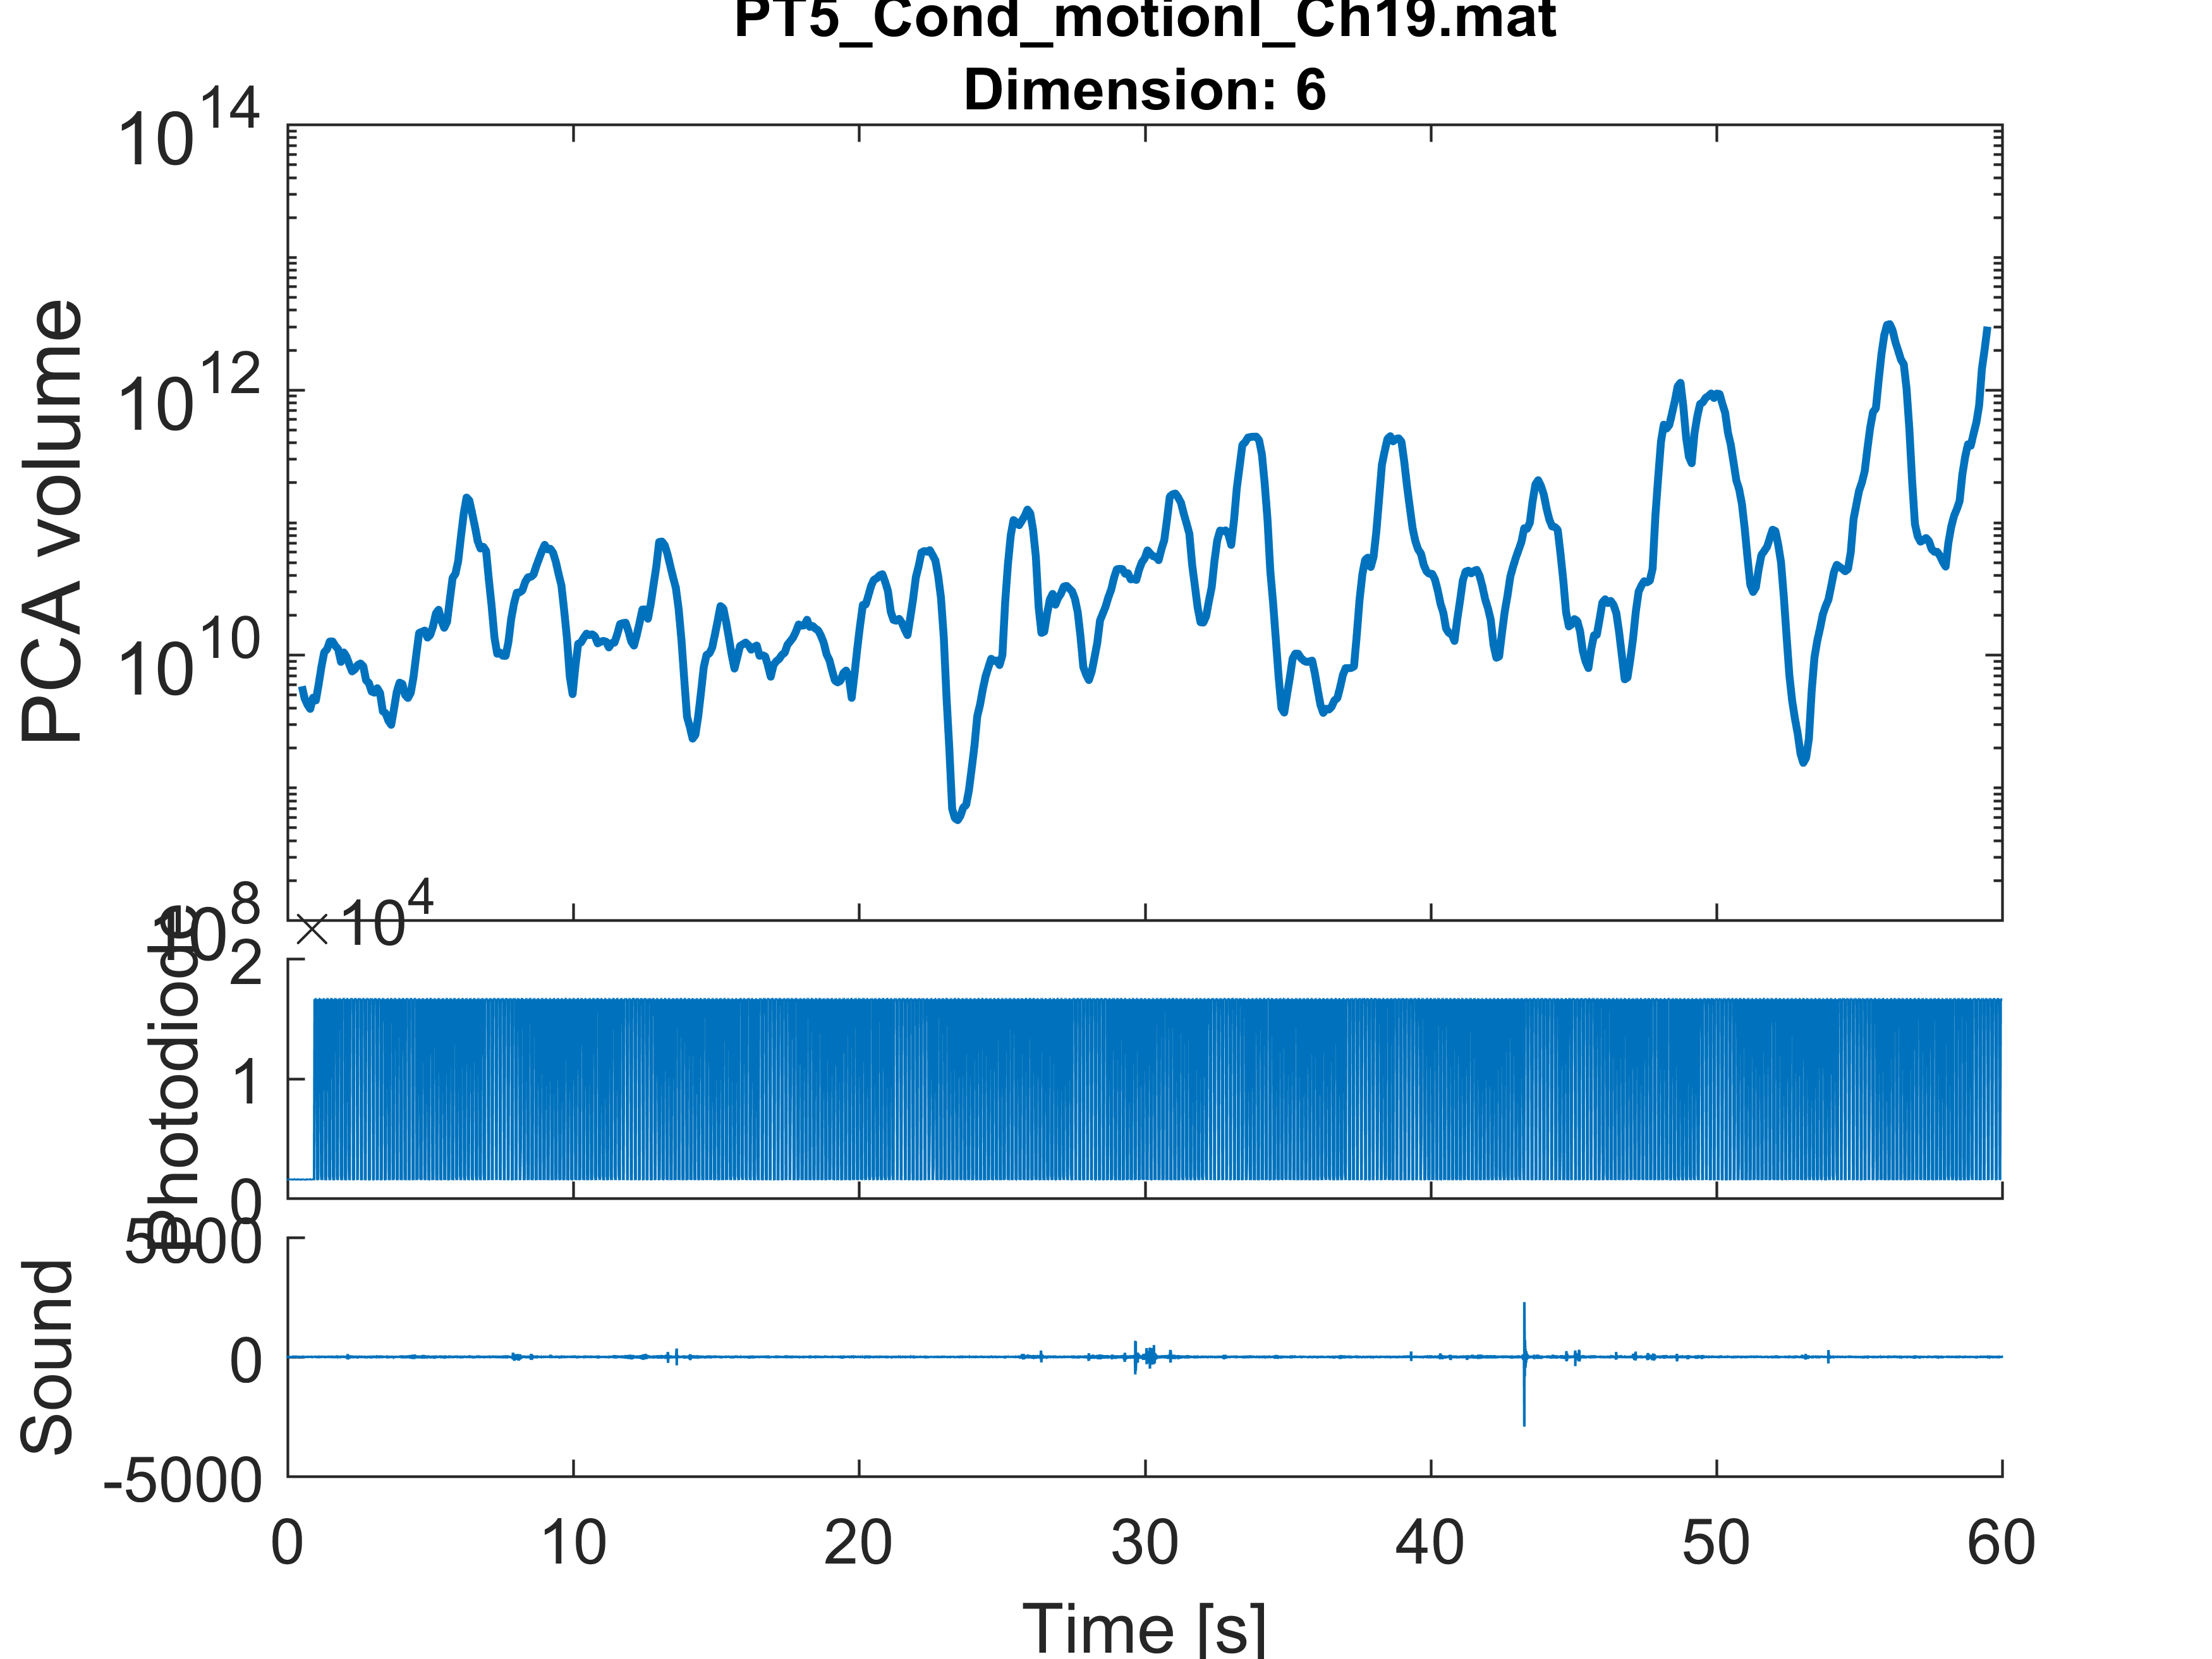 PT5_Cond_motionI_Ch19.mat
Dimension: 6
PCA volume
10^14
10^12
10^10
10^8
×10^4
Photodiode
2
1
0
Sound
5000
0
-5000
0 10 20 30 40 50 60
Time [s]